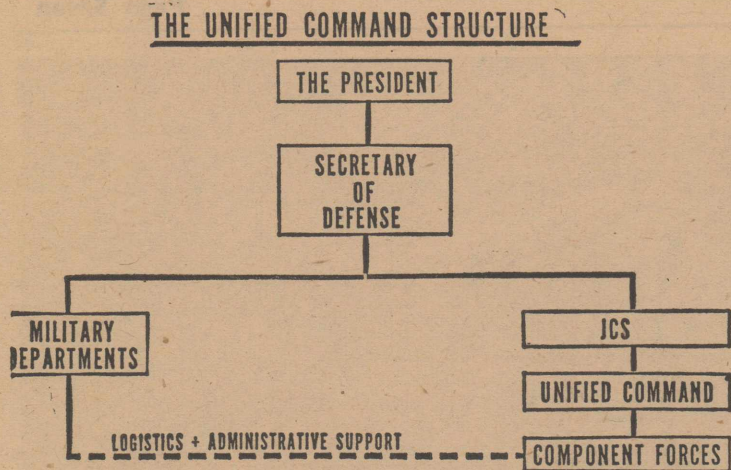 THE UNIFIED COMMAND STRUCTURE
THE PRESIDENT
SECRETARY
OF
DEFENSE
MILITARY
DEPARTMENTS
JCS
UNIFIED COMMAND
LOGISTICS + ADMINISTRATIVE SUPPORT
COMPONENT FORCES